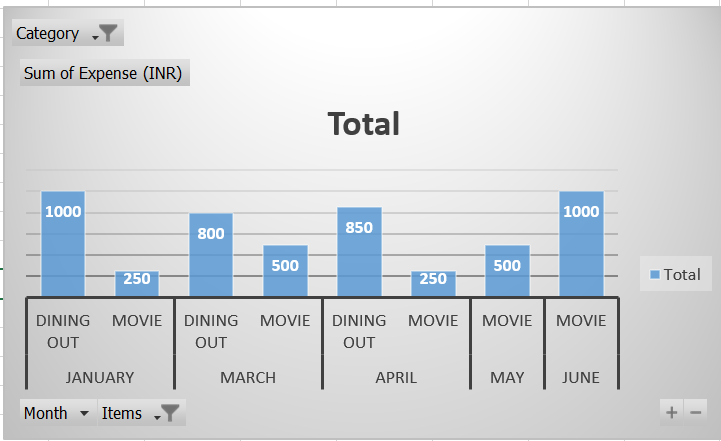 Category
Sum of Expense (INR)
Total
1000
250
800
500
850
250
500
1000
Total
DINING OUT
MOVIE
DINING OUT
MOVIE
DINING OUT
MOVIE
MOVIE
MOVIE
JANUARY
MARCH
APRIL
MAY
JUNE
Month
Items
+ −